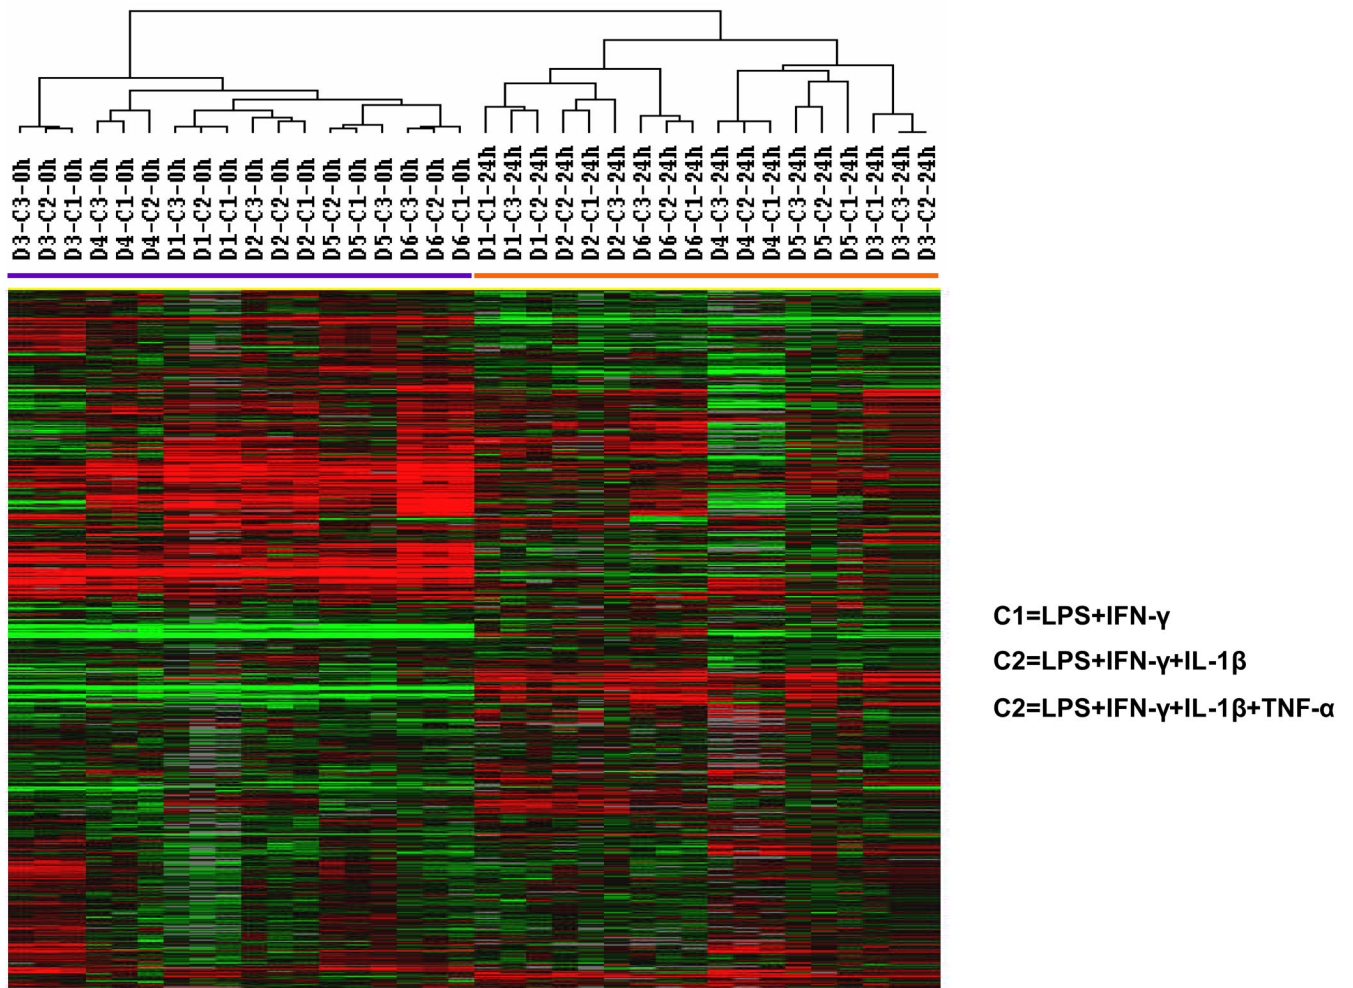 D3-C3-0h
D3-C2-0h
D3-C1-0h
D4-C3-0h
D4-C1-0h
D4-C2-0h
D1-C3-0h
D1-C2-0h
D1-C1-0h
D2-C3-0h
D2-C2-0h
D2-C1-0h
D5-C2-0h
D5-C1-0h
D5-C3-0h
D6-C3-0h
D6-C2-0h
D6-C1-0h
D1-C1-24h
D1-C3-24h
D1-C2-24h
D2-C2-24h
D2-C1-24h
D2-C3-24h
D6-C3-24h
D6-C2-24h
D6-C1-24h
D4-C3-24h
D4-C2-24h
D4-C1-24h
D5-C3-24h
D5-C2-24h
D5-C1-24h
D3-C1-24h
D3-C3-24h
D3-C2-24h
C1=LPS+IFN-γ
C2=LPS+IFN-γ+IL-1β
C2=LPS+IFN-γ+IL-1β+TNF-α